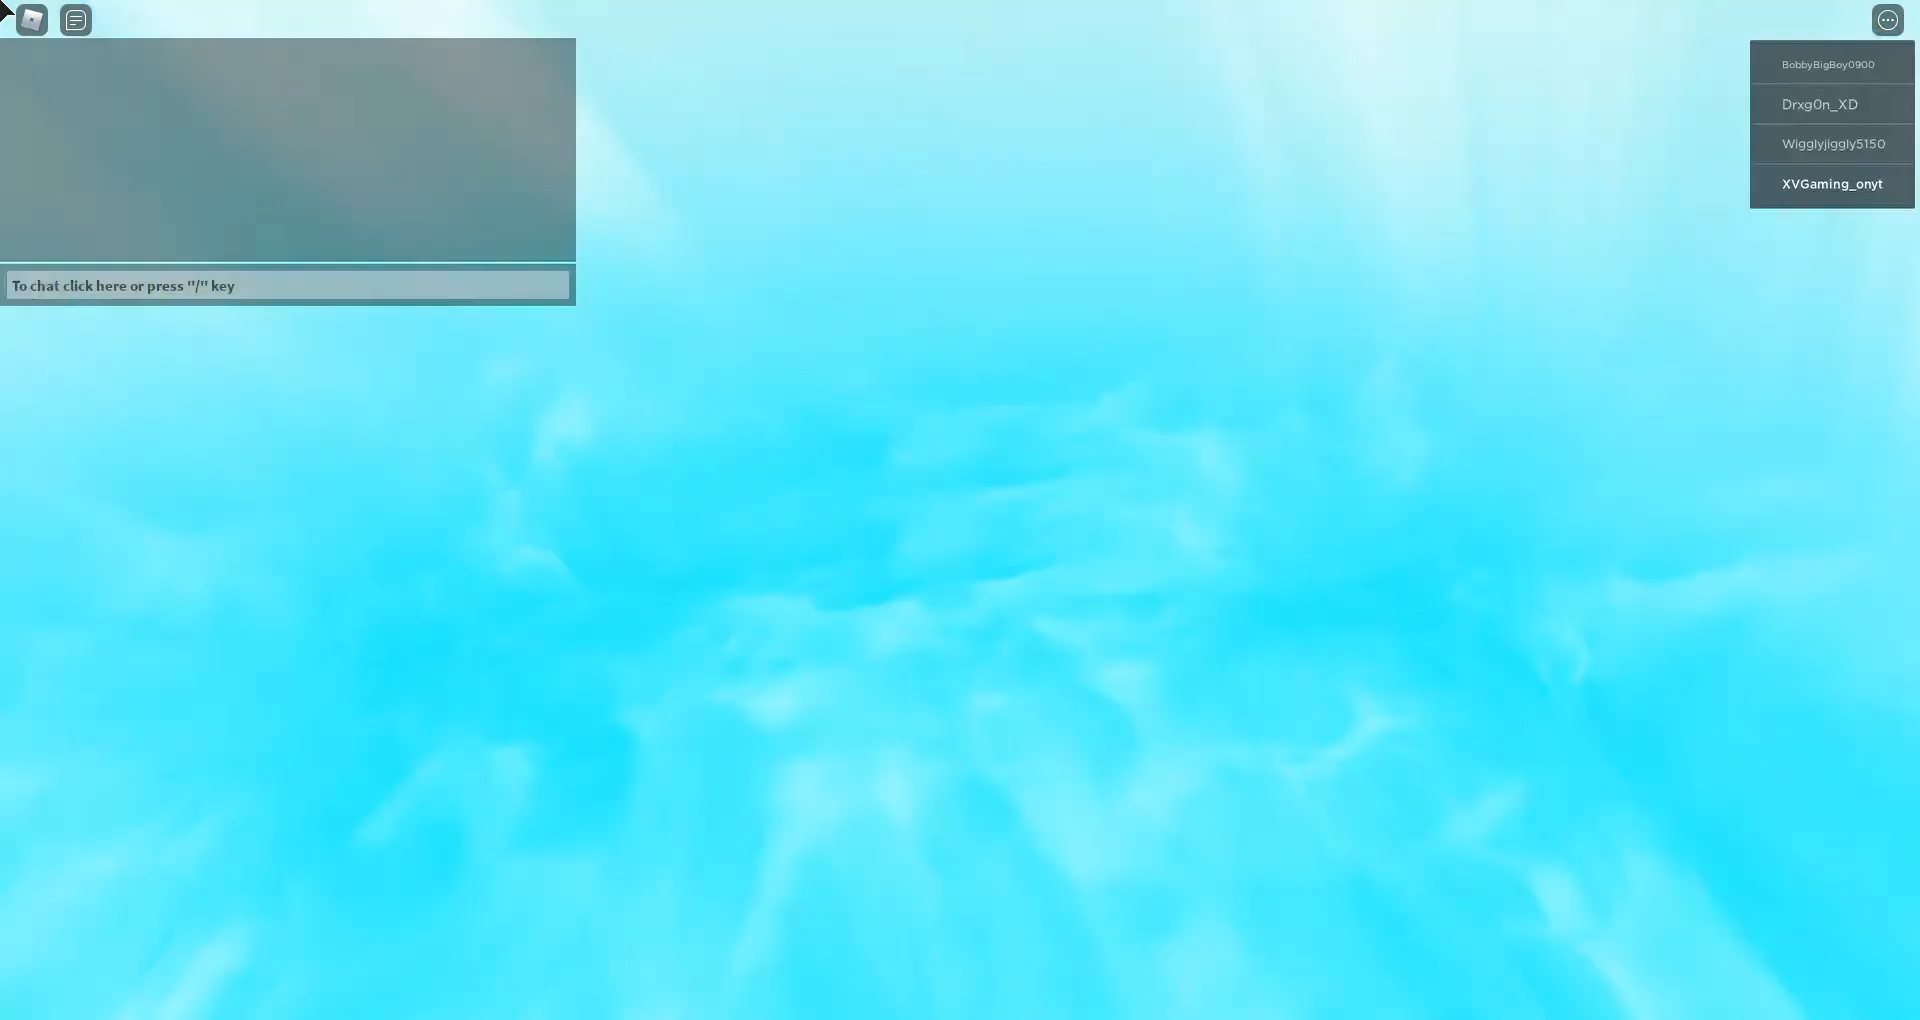 BobbyBigBoy0900
Drxg0n_XD
Wigglyjiggly5150
XVGaming_onyt
To chat click here or press "/" key